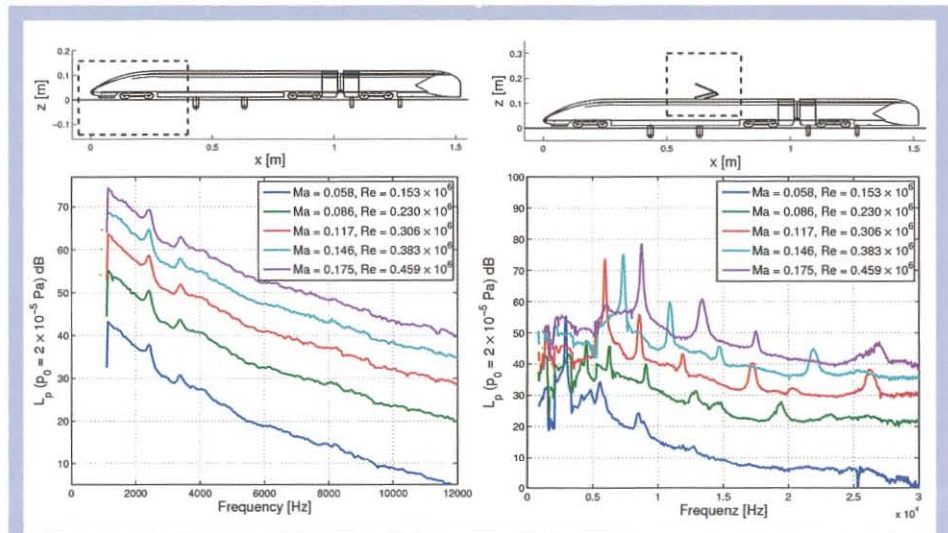 0.2
0.1
0
−0.1
z [m]
0
0.5
1
1.5
x [m]
0.3
0.2
0.1
0
z [m]
0
0.5
1
1.5
x [m]
70
60
50
40
30
20
10
Lp (p0 = 2 × 10−5 Pa) dB
Ma = 0.058, Re = 0.153 × 106
Ma = 0.086, Re = 0.230 × 106
Ma = 0.117, Re = 0.306 × 106
Ma = 0.146, Re = 0.383 × 106
Ma = 0.175, Re = 0.459 × 106
0
2000
4000
6000
8000
10000
12000
Frequency [Hz]
100
90
80
70
60
50
40
30
20
10
0
Lp (p0 = 2 × 10−5 Pa) dB
Ma = 0.058, Re = 0.153 × 106
Ma = 0.086, Re = 0.230 × 106
Ma = 0.117, Re = 0.306 × 106
Ma = 0.146, Re = 0.383 × 106
Ma = 0.175, Re = 0.459 × 106
0
0.5
1
1.5
2
2.5
3
x 104
Frequenz [Hz]